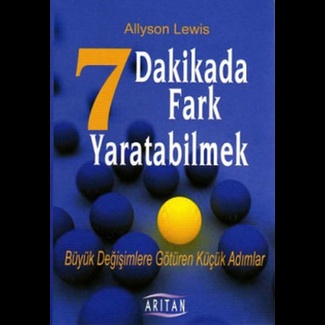 Allyson Lewis
7 Dakikada
Fark
Yaratabilmek
Büyük Değişimlere Götüren Küçük Adımlar
ARITAN